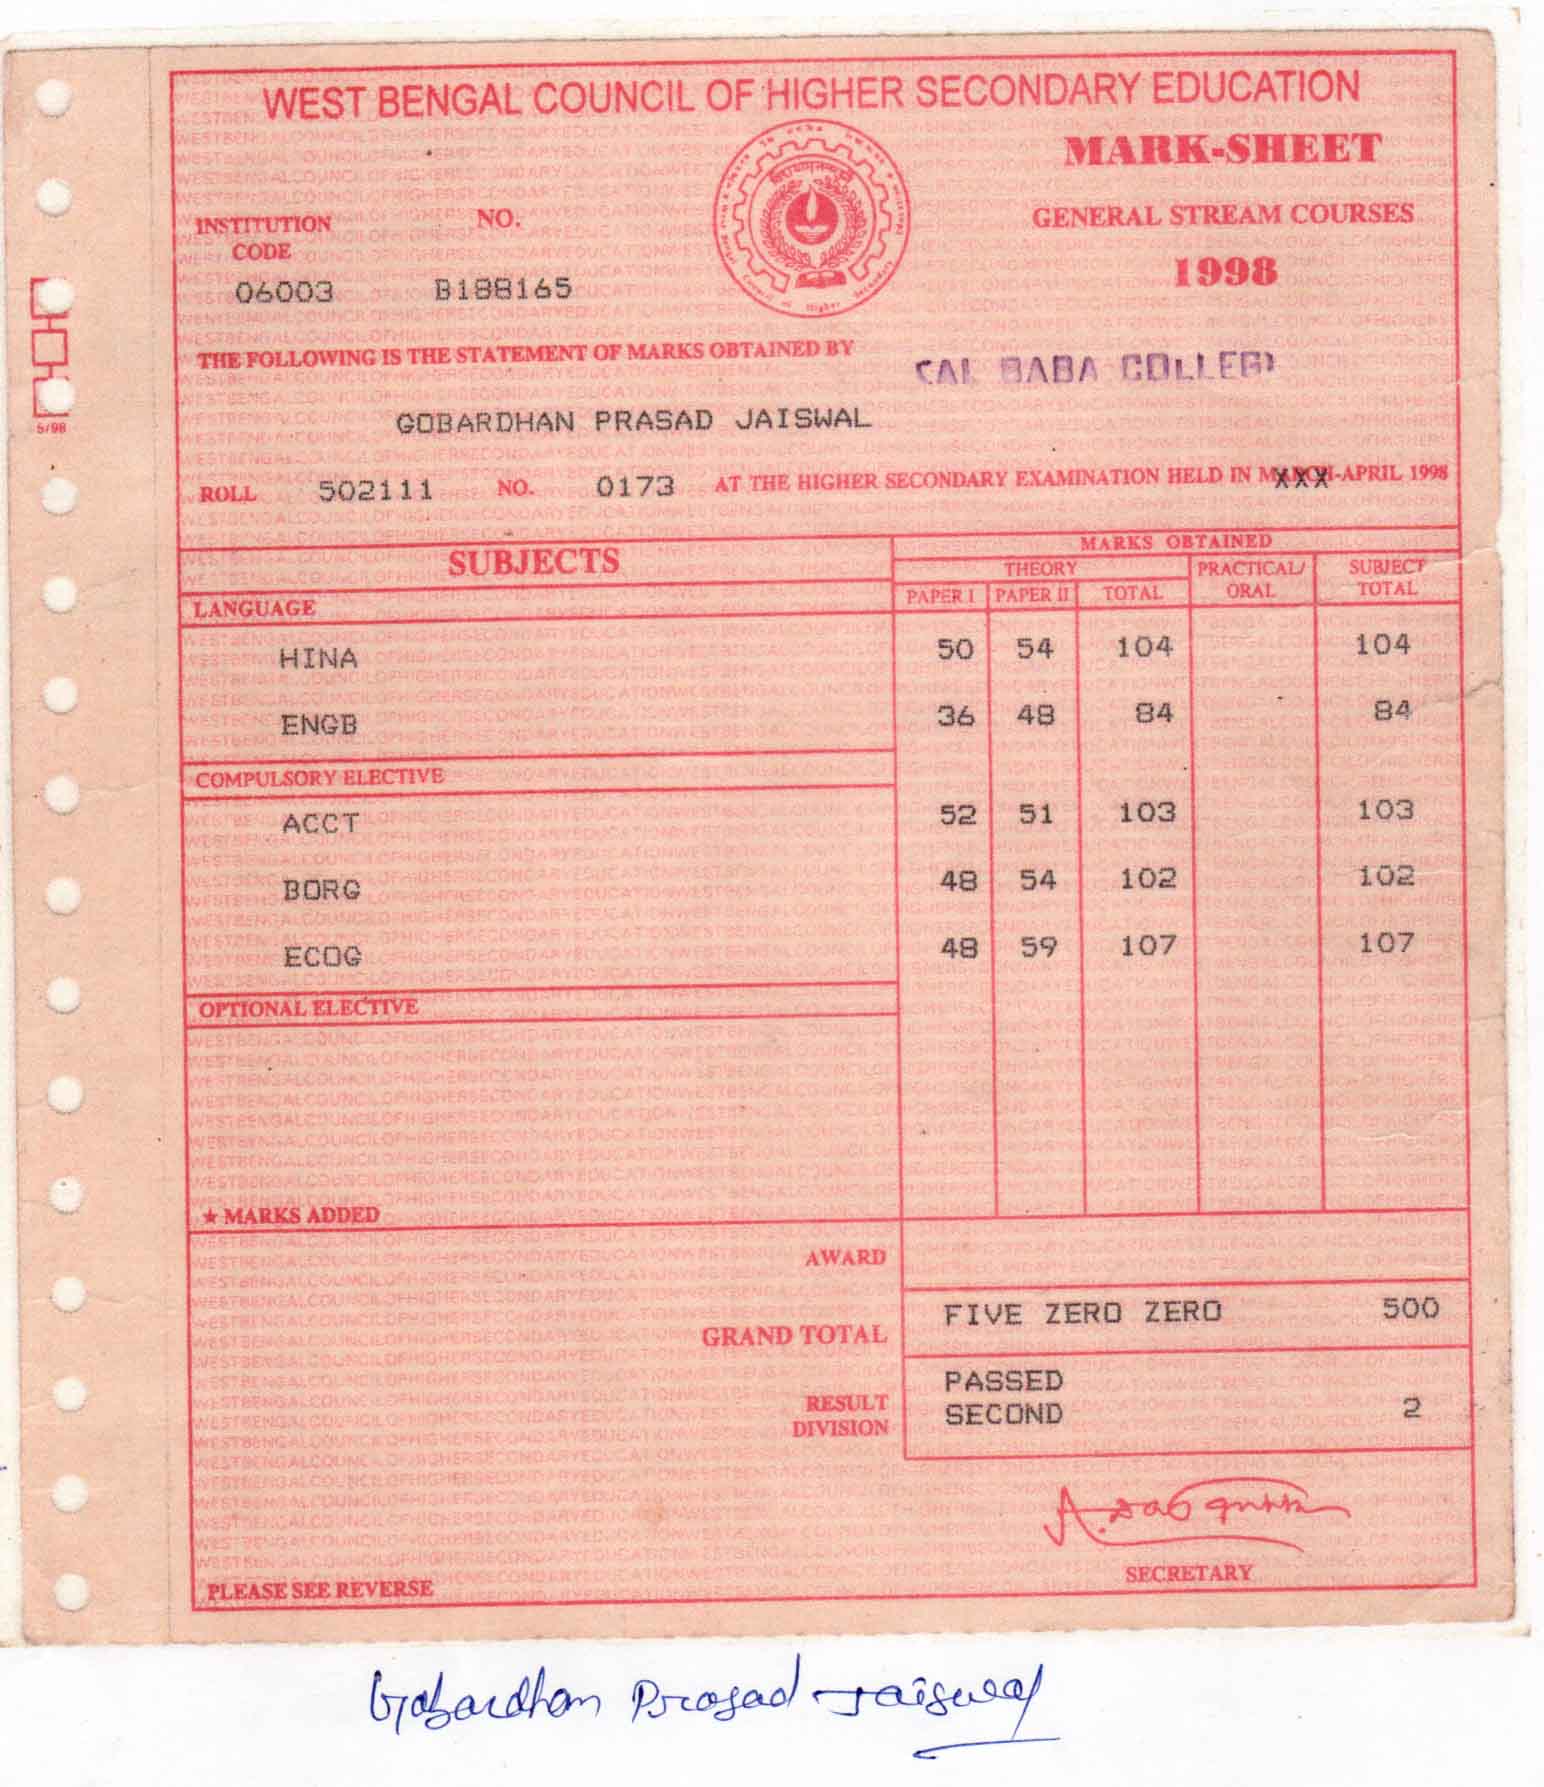 WEST BENGAL COUNCIL OF HIGHER SECONDARY EDUCATION
MARK-SHEET
GENERAL STREAM COURSES
1998
INSTITUTION CODE NO.
06003 B188165
THE FOLLOWING IS THE STATEMENT OF MARKS OBTAINED BY
BABA
GOBARDHAN PRASAD JAISWAL
5/98
ROLL 502111 NO. 0173 AT THE HIGHER SECONDARY EXAMINATION HELD IN MARCH-APRIL 1998
SUBJECTS MARKS OBTAINED
THEORY PRACTICAL/ORAL SUBJECT TOTAL
LANGUAGE PAPER I PAPER II TOTAL
HINA 50 54 104 104
ENGB 36 48 84 84
COMPULSORY ELECTIVE
ACCT 52 51 103 103
BORG 48 54 102 102
ECOG 48 59 107 107
OPTIONAL ELECTIVE
★ MARKS ADDED
AWARD
GRAND TOTAL FIVE ZERO ZERO 500
RESULT PASSED
DIVISION SECOND 2
SECRETARY
PLEASE SEE REVERSE
Gobardhan Prasad Jaiswal